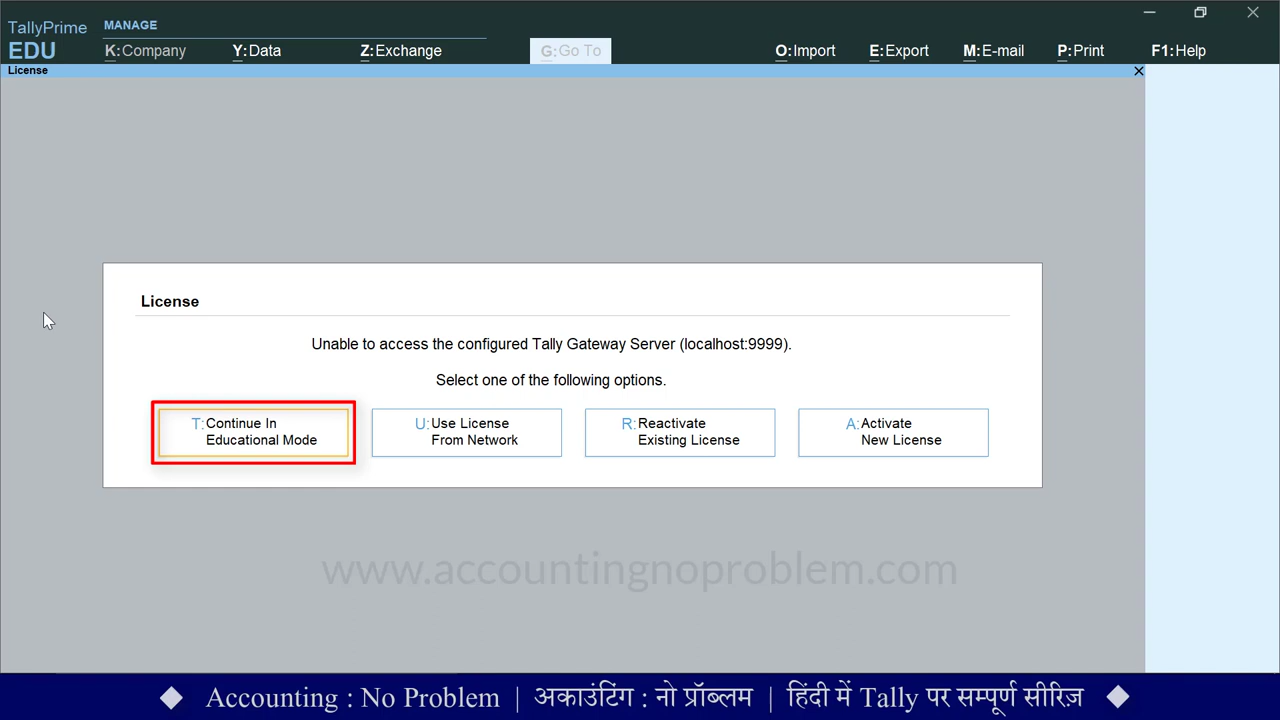 TallyPrime
MANAGE
EDU
K:Company Y:Data Z:Exchange G:Go To O:Import E:Export M:E-mail P:Print F1:Help
License
License
Unable to access the configured Tally Gateway Server (localhost:9999).
Select one of the following options.
T:Continue In
Educational Mode
U:Use License
From Network
R:Reactivate
Existing License
A:Activate
New License
www.accountingnoproblem.com
Accounting : No Problem | अकाउंटिंग : नो प्रॉब्लम | हिंदी में Tally पर सम्पूर्ण सीरिज़